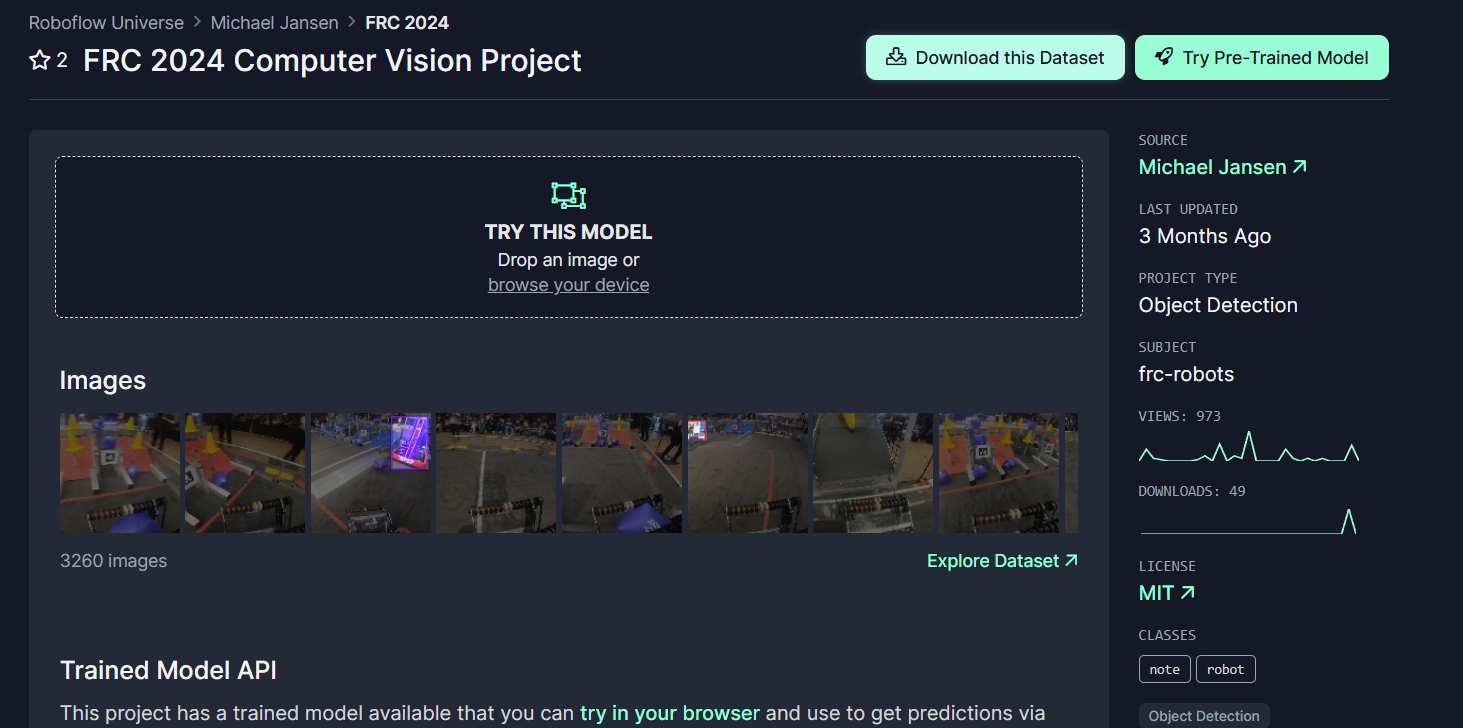 Roboflow Universe > Michael Jansen > FRC 2024
2 FRC 2024 Computer Vision Project
Download this Dataset
Try Pre-Trained Model
TRY THIS MODEL
Drop an image or
browse your device
Images
3260 images
Explore Dataset
Trained Model API
This project has a trained model available that you can try in your browser and use to get predictions via
SOURCE
Michael Jansen
LAST UPDATED
3 Months Ago
PROJECT TYPE
Object Detection
SUBJECT
frc-robots
VIEWS: 973
DOWNLOADS: 49
LICENSE
MIT
CLASSES
note robot
Object Detection